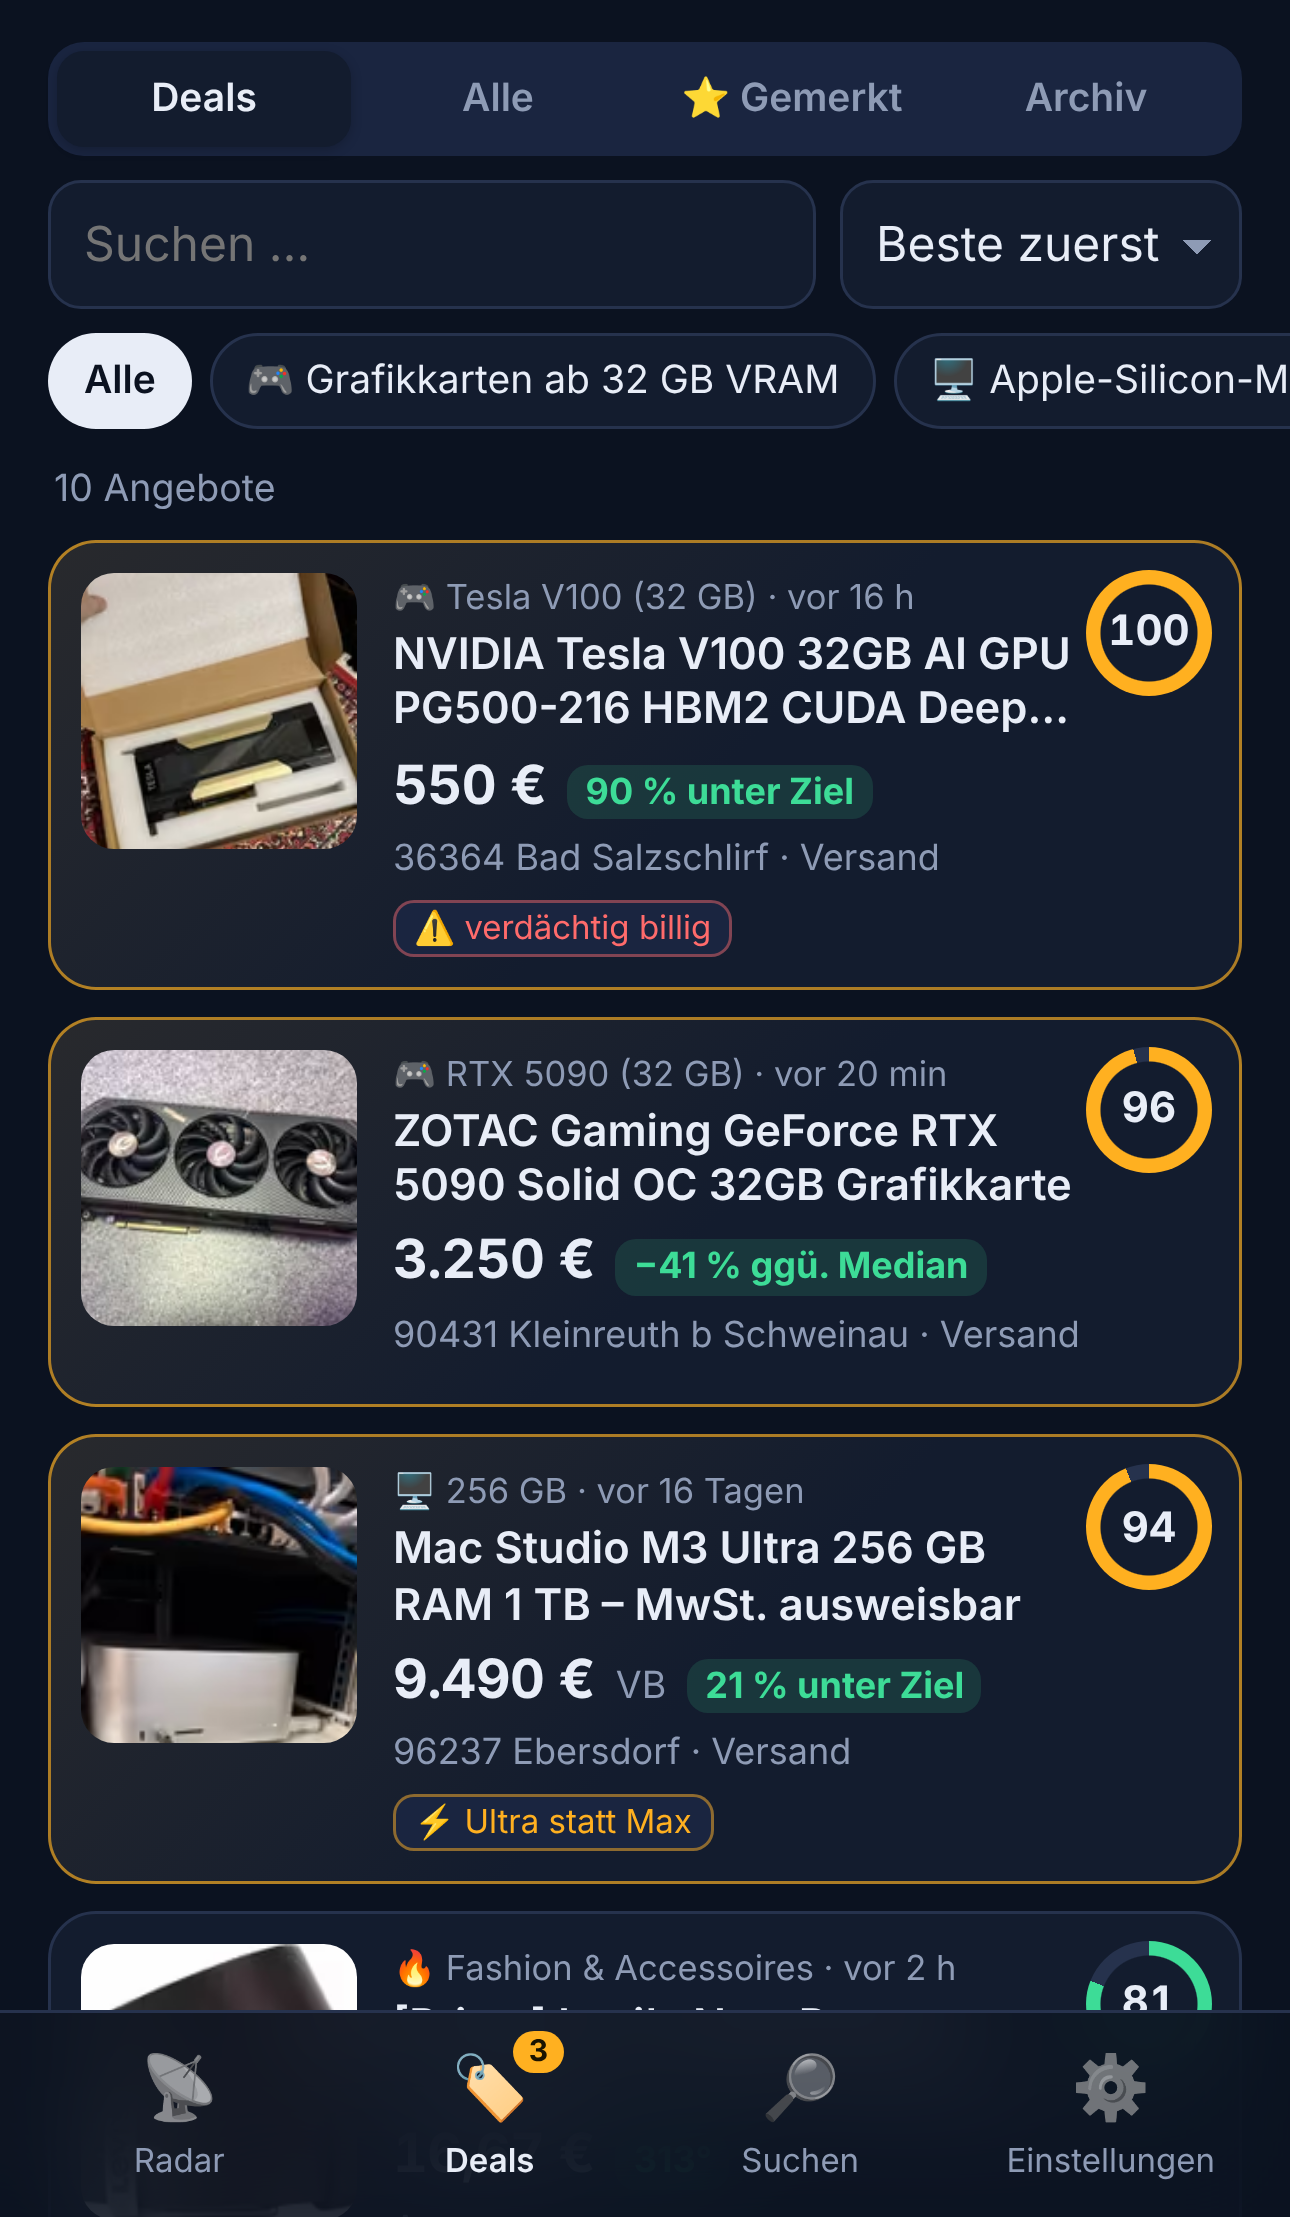 Deals
Alle
⭐ Gemerkt
Archiv
Suchen ...
Beste zuerst
Alle
🎮 Grafikkarten ab 32 GB VRAM
🖥️ Apple-Silicon-M
10 Angebote
🎮 Tesla V100 (32 GB) · vor 16 h
NVIDIA Tesla V100 32GB AI GPU
PG500-216 HBM2 CUDA Deep...
100
550 € 90 % unter Ziel
36364 Bad Salzschlirf · Versand
⚠️ verdächtig billig
🎮 RTX 5090 (32 GB) · vor 20 min
ZOTAC Gaming GeForce RTX
5090 Solid OC 32GB Grafikkarte
96
3.250 € −41 % ggü. Median
90431 Kleinreuth b Schweinau · Versand
🖥️ 256 GB · vor 16 Tagen
Mac Studio M3 Ultra 256 GB
RAM 1 TB – MwSt. ausweisbar
94
9.490 € VB 21 % unter Ziel
96237 Ebersdorf · Versand
⚡ Ultra statt Max
🔥 Fashion & Accessoires · vor 2 h
81
3
Radar
Deals
Suchen
Einstellungen